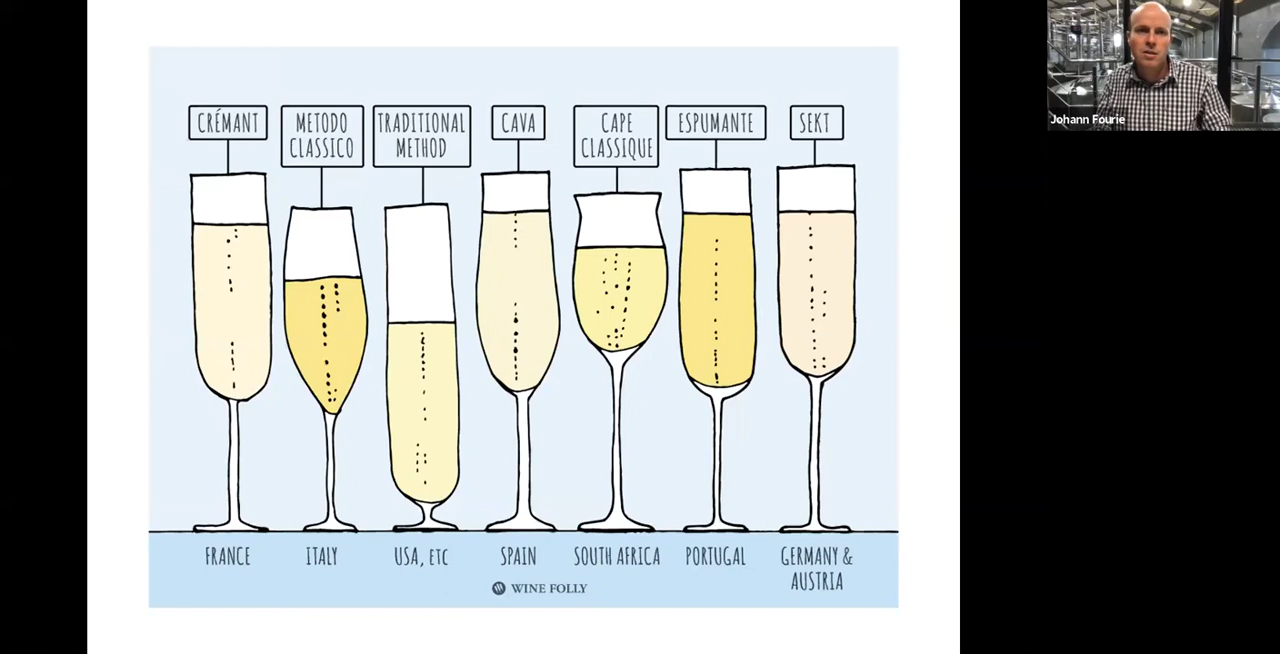 Johann Fourie
CRÉMANT
METODO
CLASSICO
TRADITIONAL
METHOD
CAVA
CAPE
CLASSIQUE
ESPUMANTE
SEKT
FRANCE
ITALY
USA, ETC
SPAIN
SOUTH AFRICA
PORTUGAL
GERMANY &
AUSTRIA
WINE FOLLY